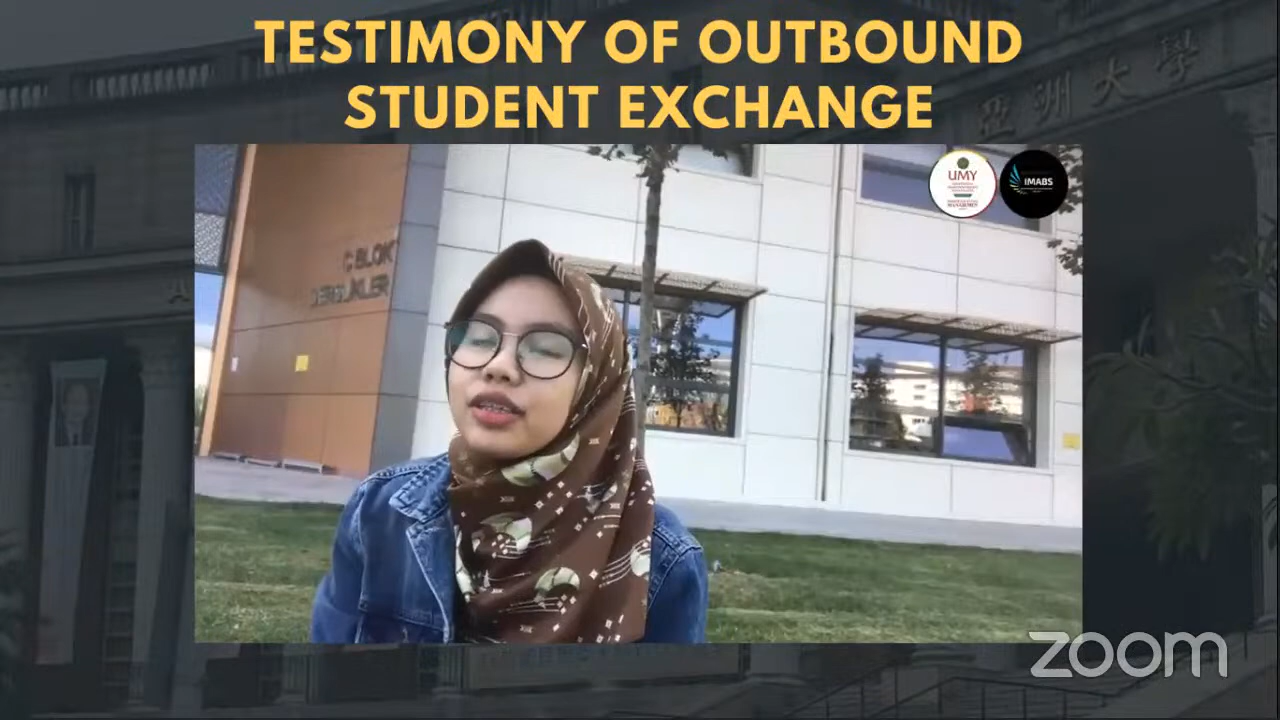 TESTIMONY OF OUTBOUND
STUDENT EXCHANGE
亞洲大學
UMY
IMABS
C BLOK
DERSLİKLER
zoom